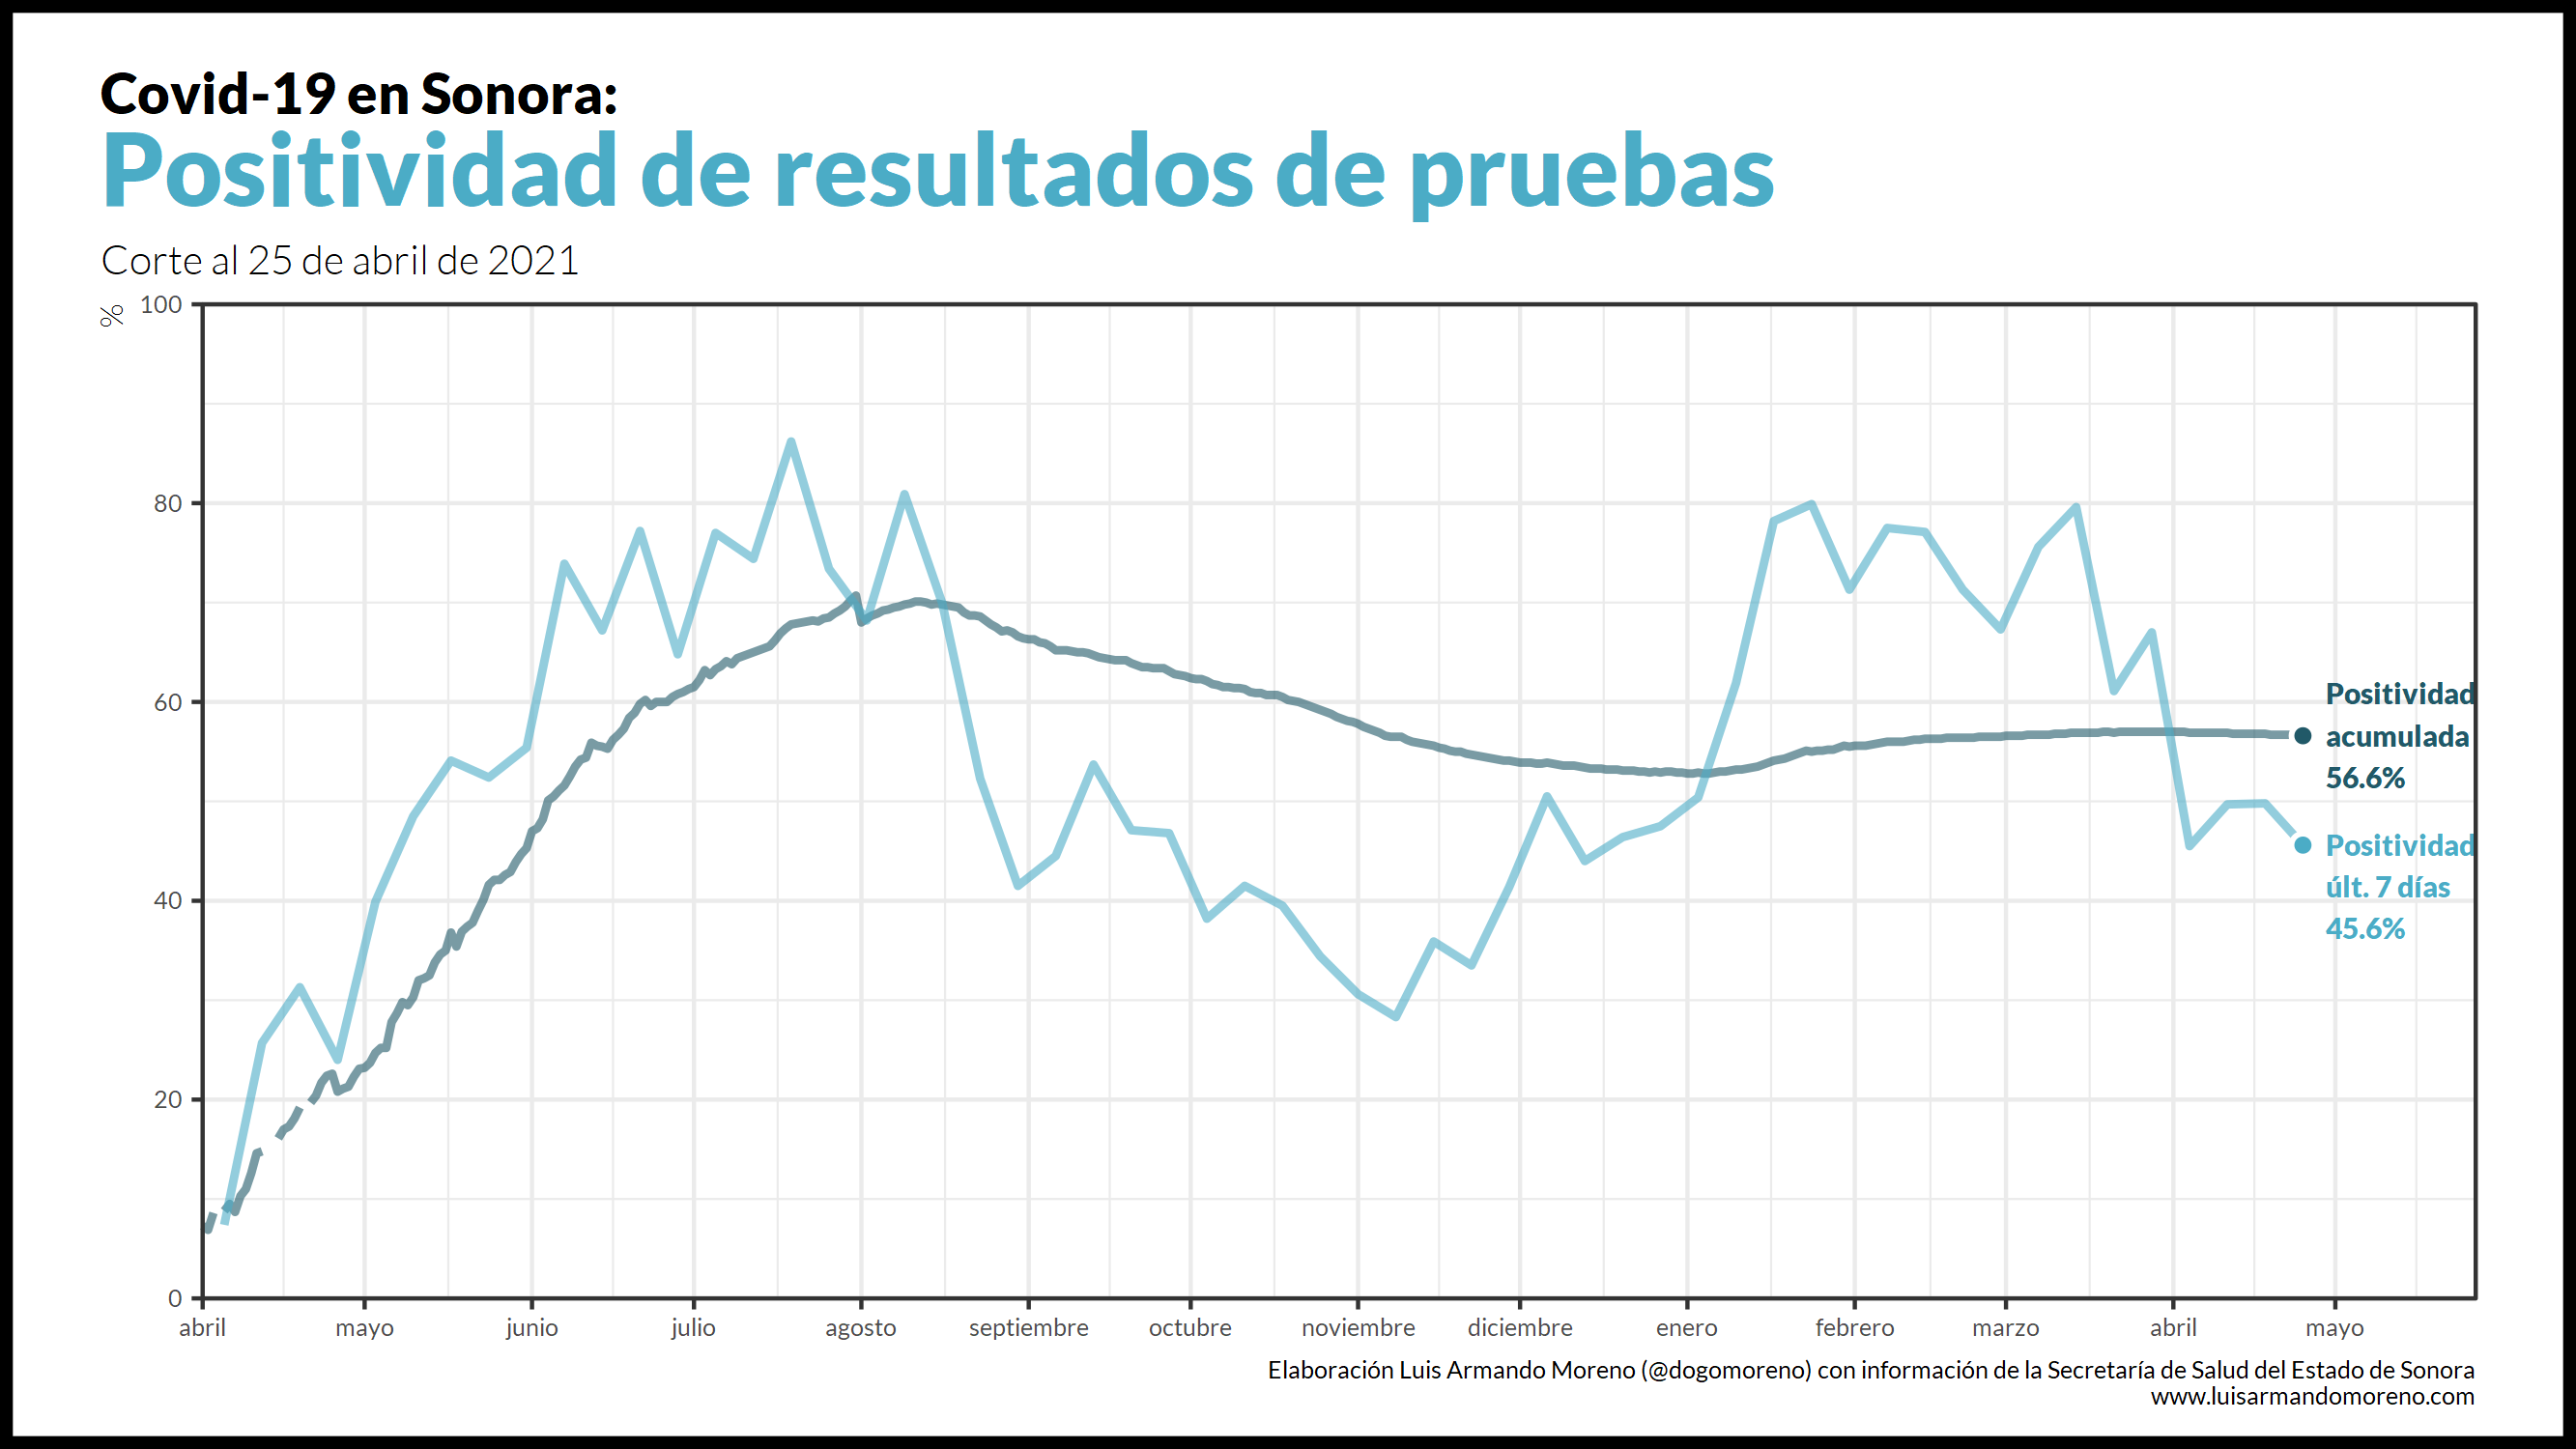 Covid-19 en Sonora:
Positividad de resultados de pruebas
Corte al 25 de abril de 2021
%
100
80
60
40
20
0
Positividad
acumulada
56.6%
Positividad
últ. 7 días
45.6%
abril mayo junio julio agosto septiembre octubre noviembre diciembre enero febrero marzo abril mayo
Elaboración Luis Armando Moreno (@dogomoreno) con información de la Secretaría de Salud del Estado de Sonora
www.luisarmandomoreno.com